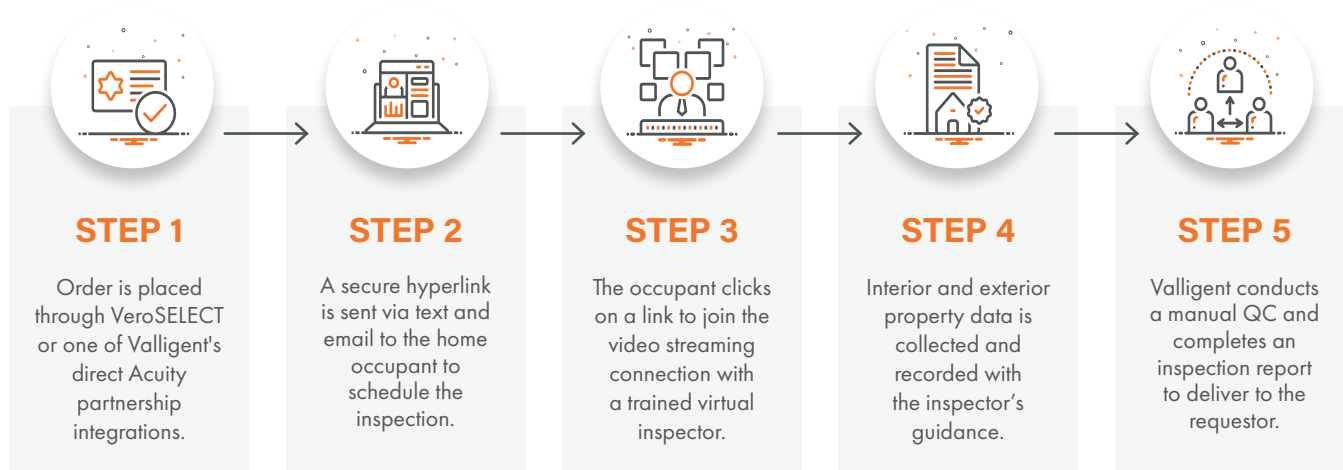 STEP 1
Order is placed
through VeroSELECT
or one of Valligent's
direct Acuity
partnership
integrations.
STEP 2
A secure hyperlink
is sent via text and
email to the home
occupant to
schedule the
inspection.
STEP 3
The occupant clicks
on a link to join the
video streaming
connection with
a trained virtual
inspector.
STEP 4
Interior and exterior
property data is
collected and
recorded with
the inspector’s
guidance.
STEP 5
Valligent conducts
a manual QC and
completes an
inspection report
to deliver to the
requestor.